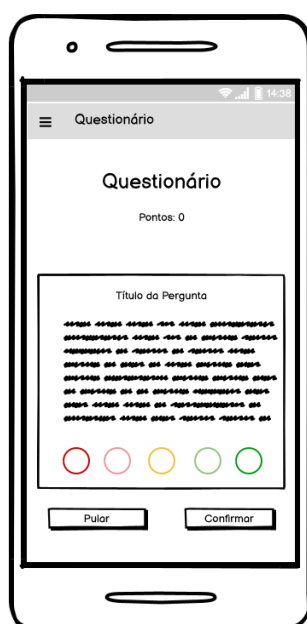 14:38
Questionário
Questionário
Pontos: 0
Título da Pergunta
Pular Confirmar